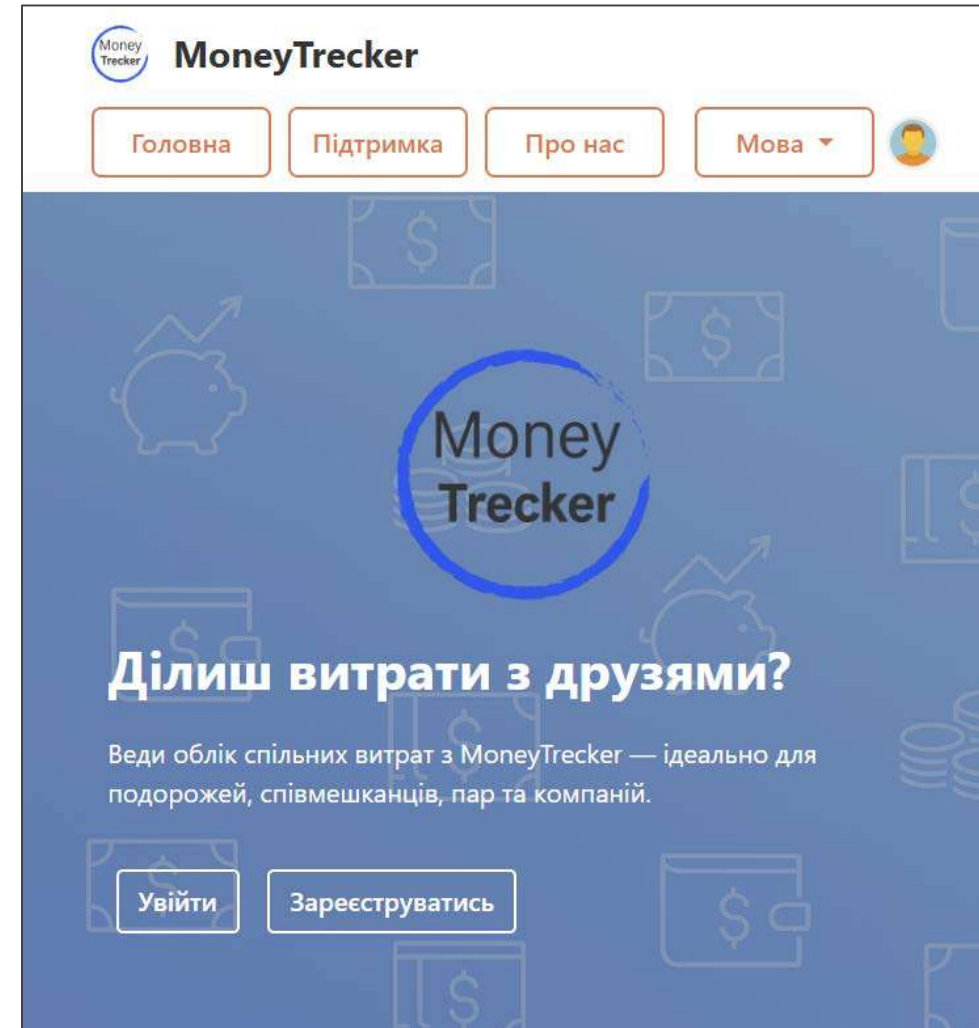 Money
Trecker
MoneyTrecker
Головна
Підтримка
Про нас
Мова
Money
Trecker
Ділиш витрати з друзями?
Веди облік спільних витрат з MoneyTrecker — ідеально для
подорожей, співмешканців, пар та компаній.
Увійти
Зареєструватись